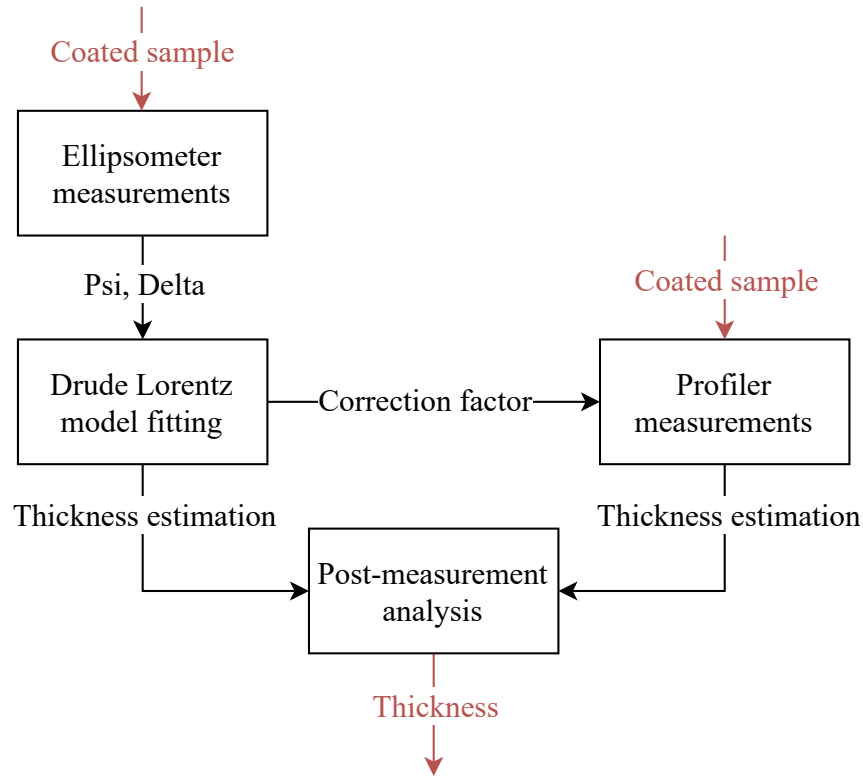 Coated sample
Ellipsometer
measurements
Psi, Delta
Coated sample
Drude Lorentz
model fitting
Correction factor
Profiler
measurements
Thickness estimation
Thickness estimation
Post-measurement
analysis
Thickness